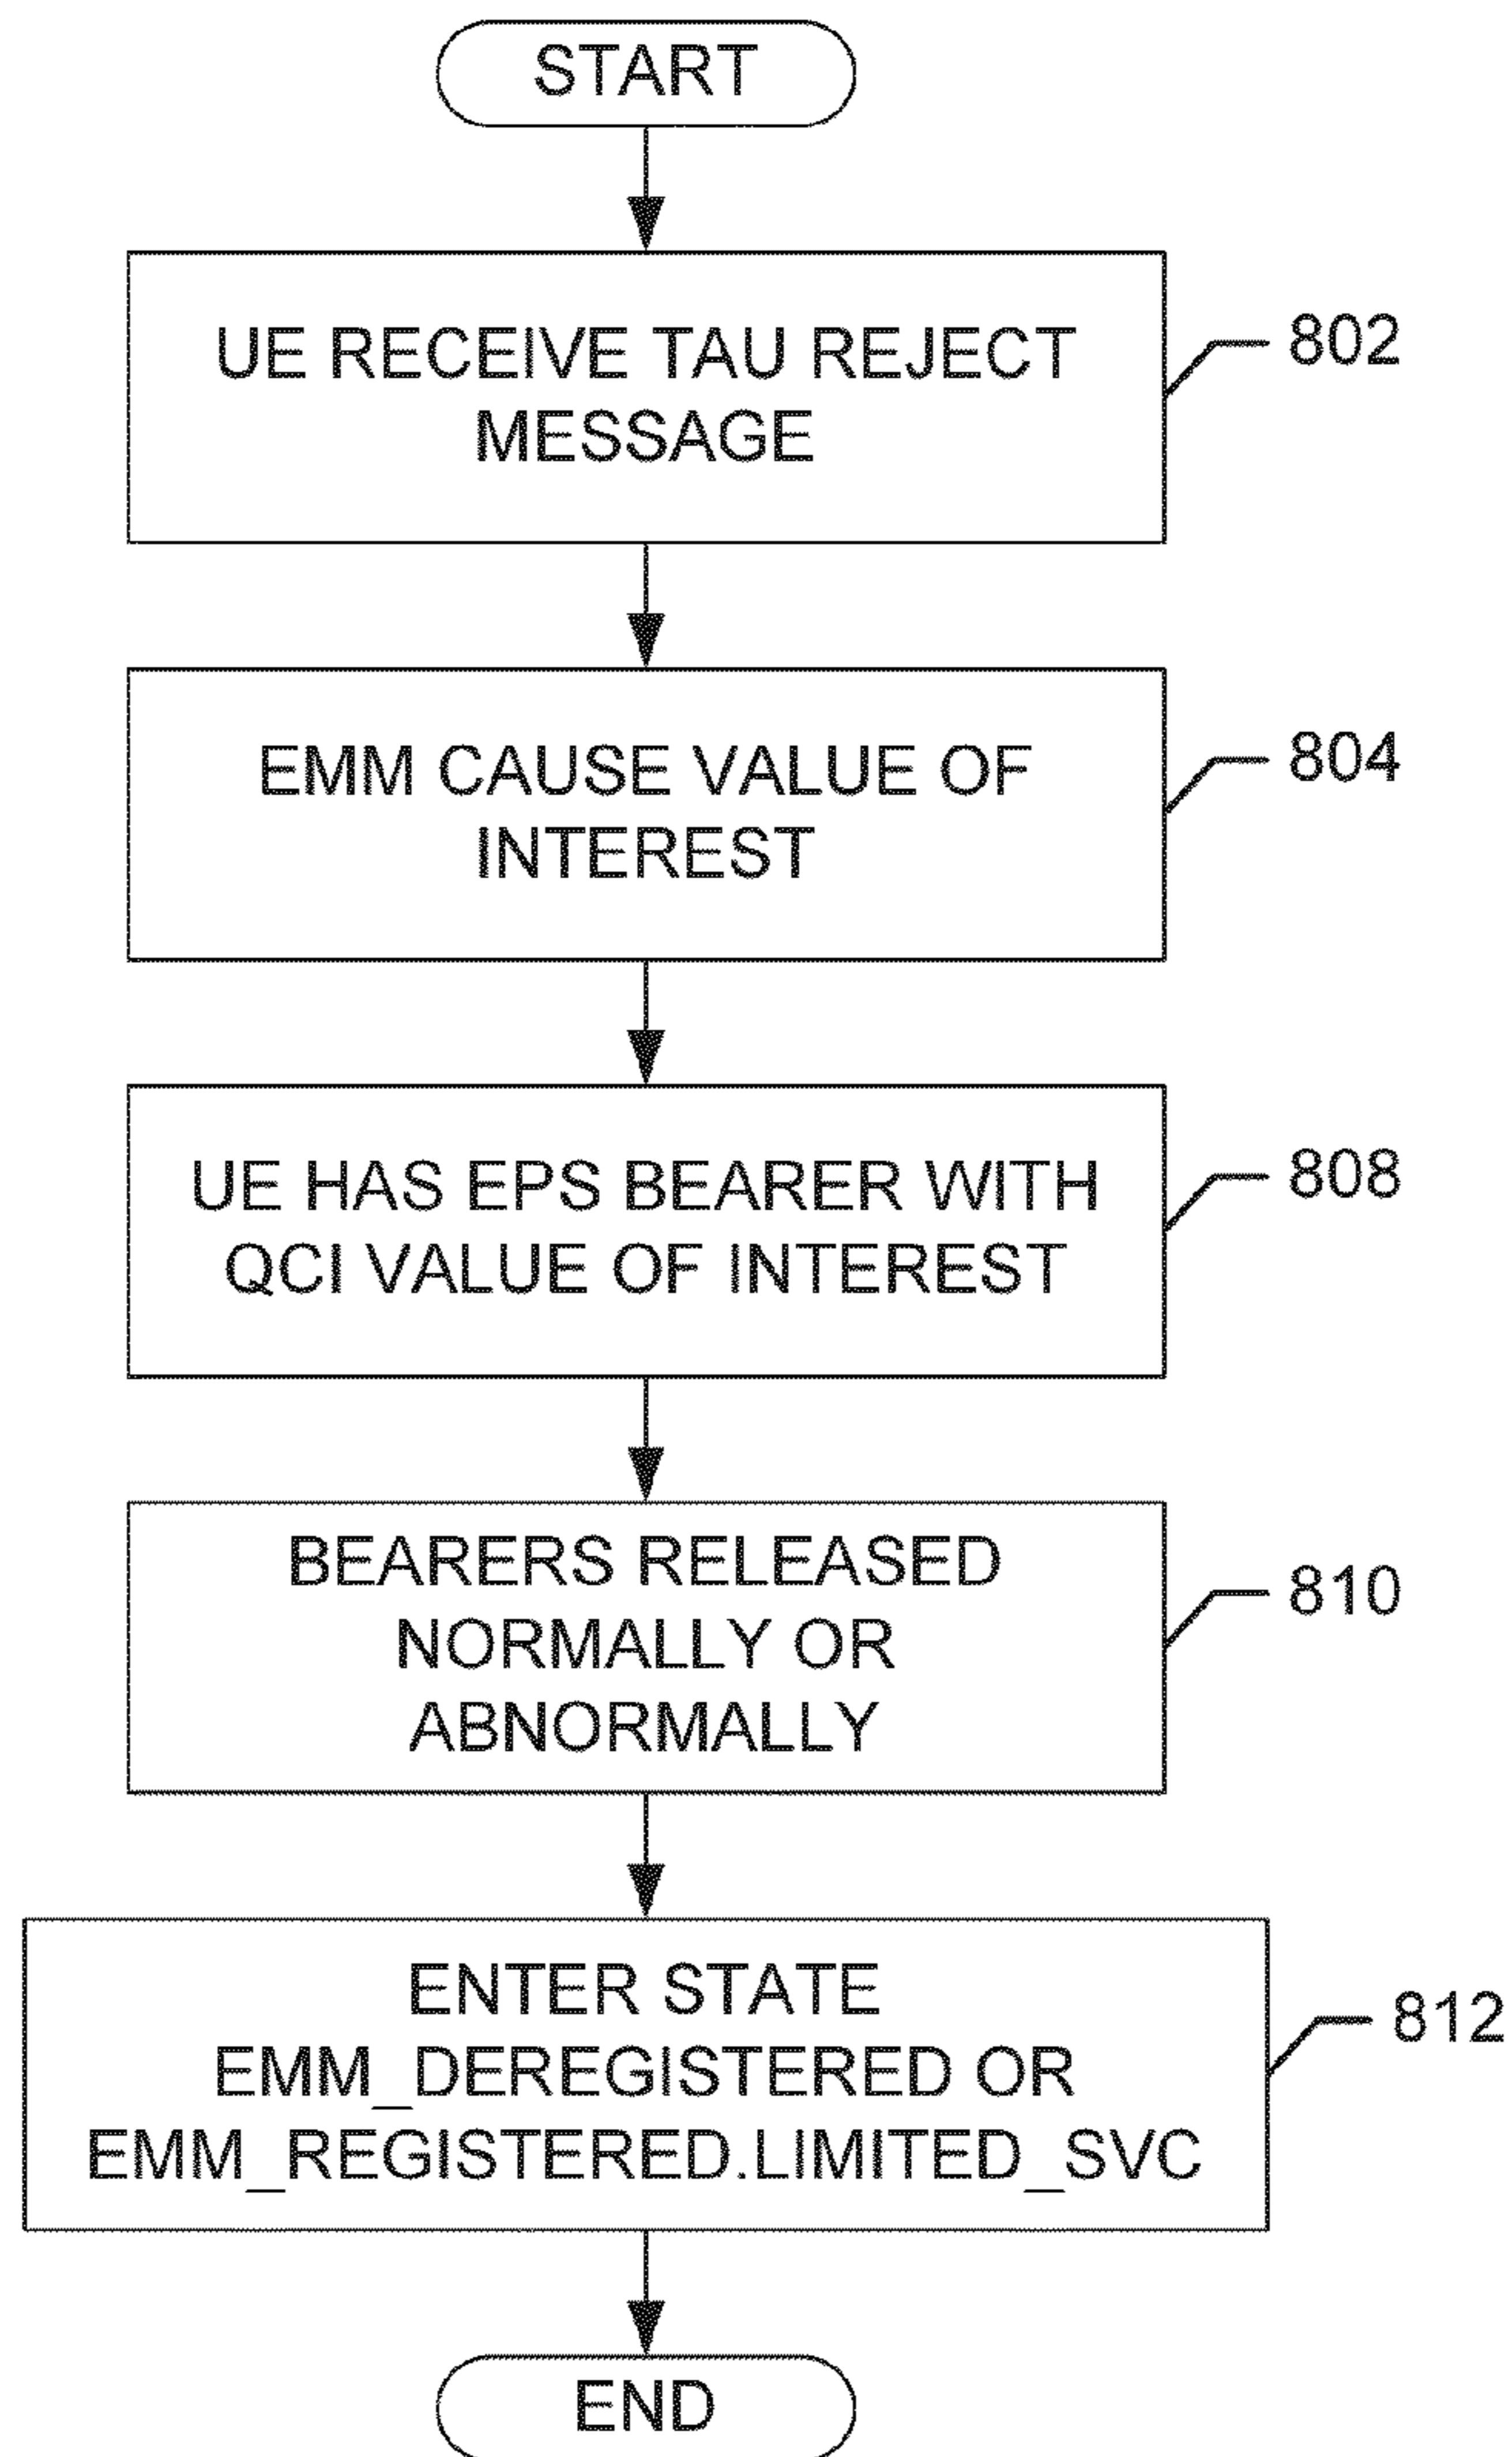 START
UE RECEIVE TAU REJECT
MESSAGE
802
EMM CAUSE VALUE OF
INTEREST
804
UE HAS EPS BEARER WITH
QCI VALUE OF INTEREST
808
BEARERS RELEASED
NORMALLY OR
ABNORMALLY
810
ENTER STATE
EMM_DEREGISTERED OR
EMM_REGISTERED.LIMITED_SVC
812
END